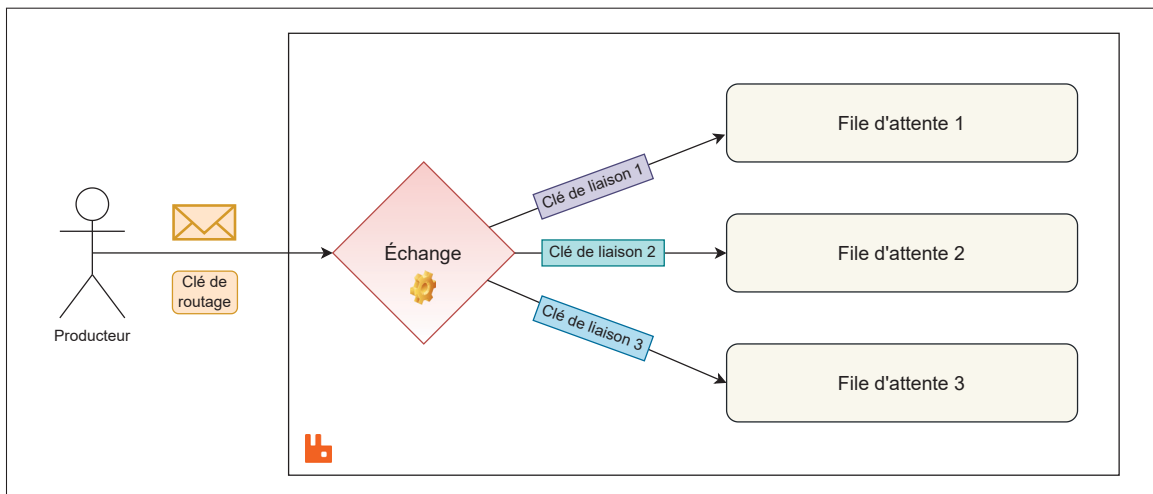 Producteur
Clé de
routage
Échange
Clé de liaison 1
Clé de liaison 2
Clé de liaison 3
File d'attente 1
File d'attente 2
File d'attente 3